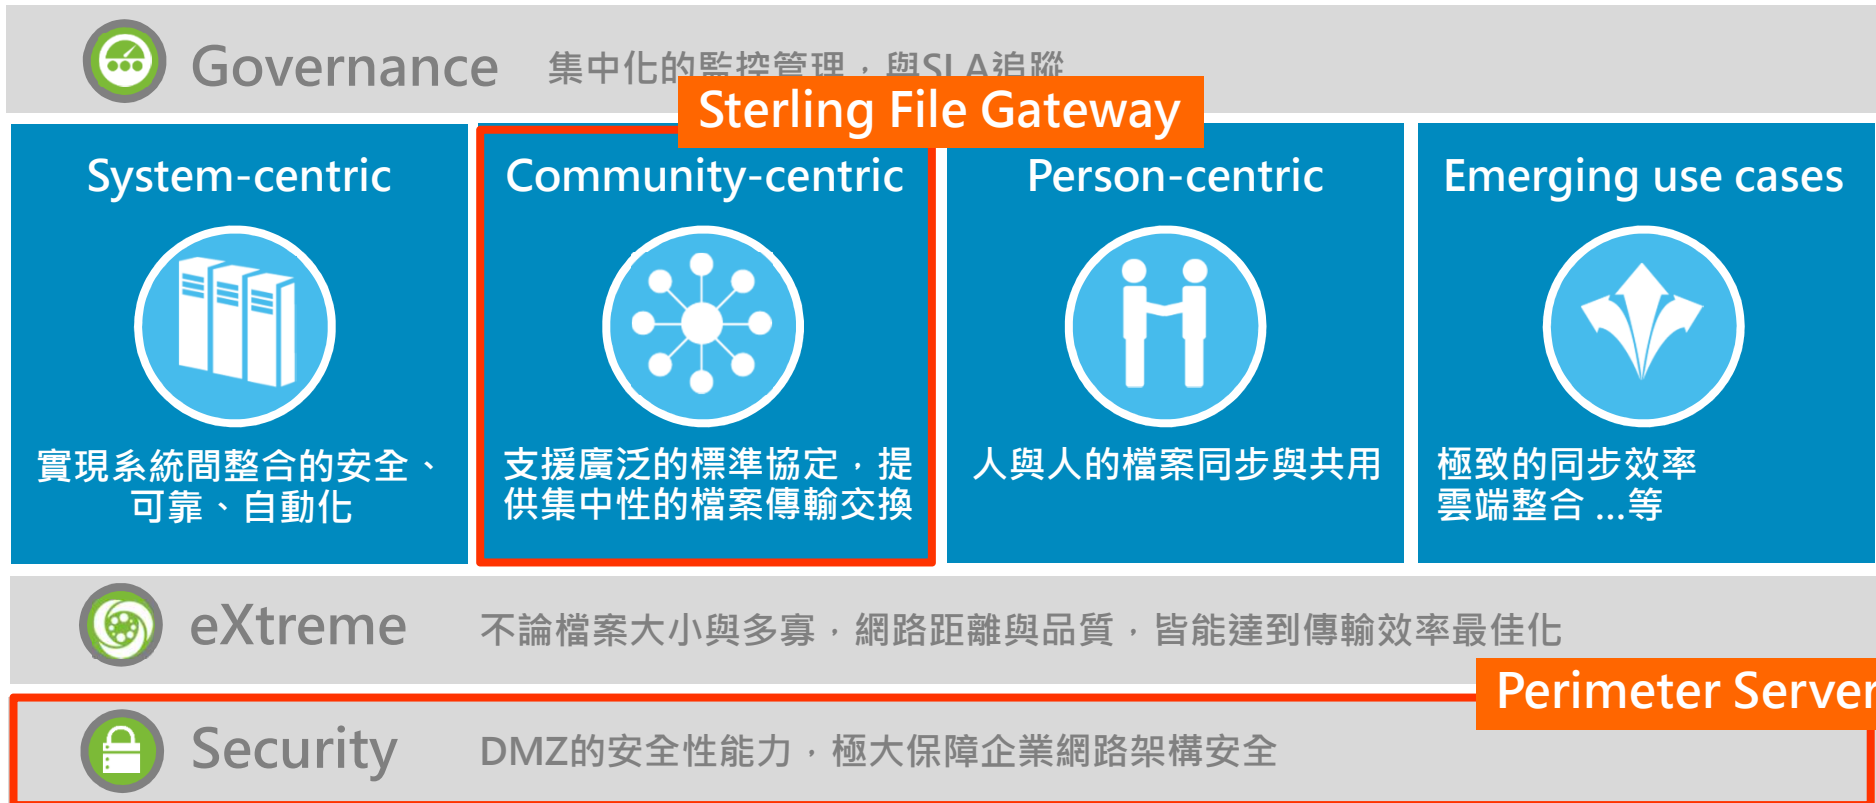 Governance 集中化的監控管理，與SLA追蹤
Sterling File Gateway
System-centric
實現系統間整合的安全、
可靠、自動化
Community-centric
支援廣泛的標準協定，提
供集中性的檔案傳輸交換
Person-centric
人與人的檔案同步與共用
Emerging use cases
極致的同步效率
雲端整合 ...等
eXtreme 不論檔案大小與多寡，網路距離與品質，皆能達到傳輸效率最佳化
Perimeter Server
Security DMZ的安全性能力，極大保障企業網路架構安全